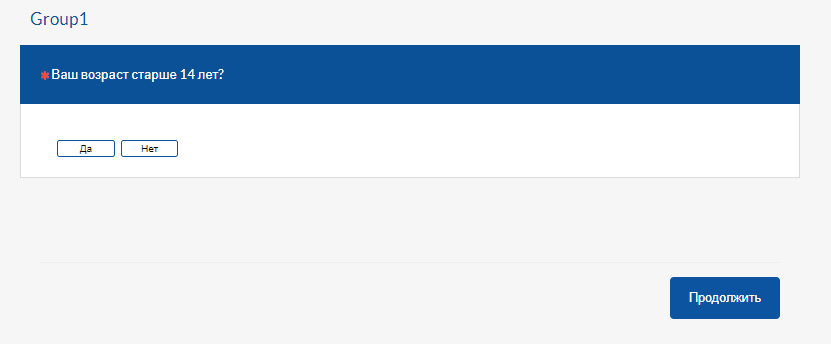 Group1
✱Ваш возраст старше 14 лет?
Да Нет
Продолжить